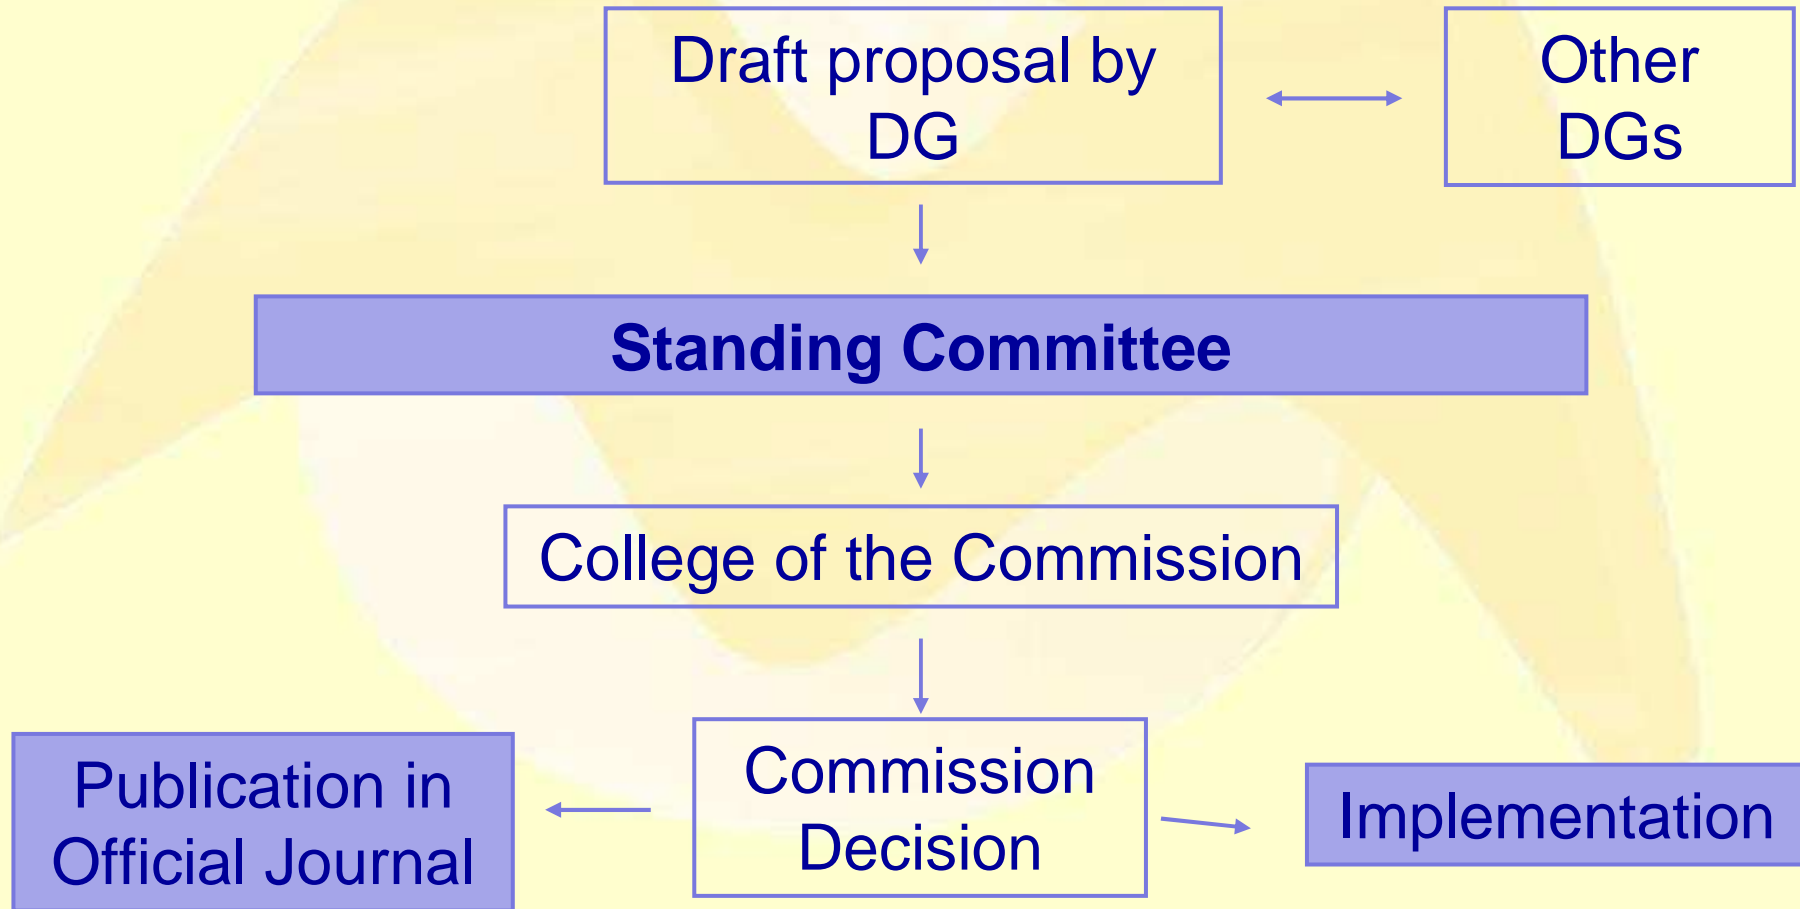 Draft proposal by
DG
Other
DGs
Standing Committee
College of the Commission
Commission
Decision
Publication in
Official Journal
Implementation